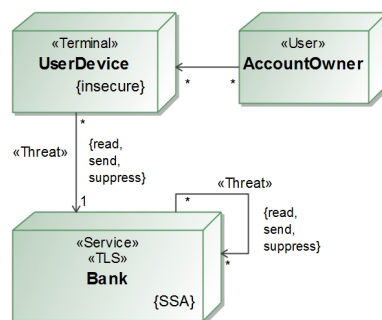 «Terminal»
UserDevice
{insecure}
«User»
AccountOwner
*
*
*
«Threat»
{read,
send,
suppress}
1
*
«Threat»
{read,
send,
suppress}
*
«Service»
«TLS»
Bank
{SSA}